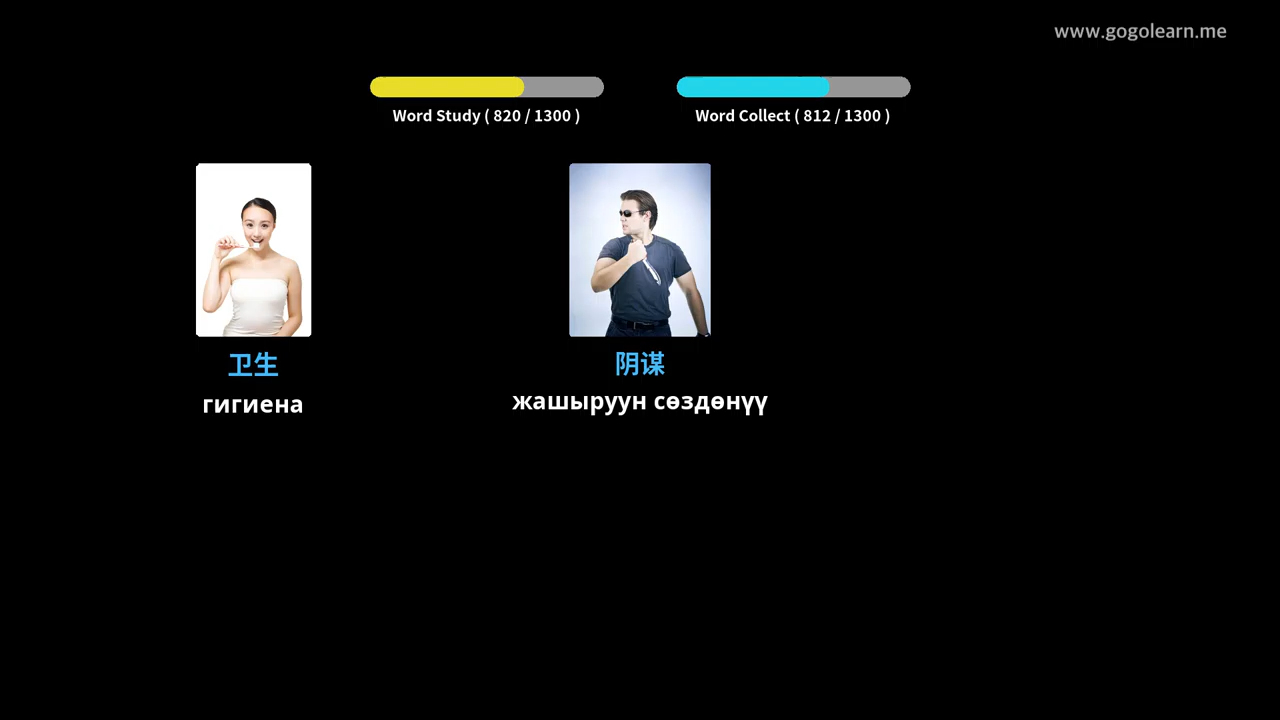 www.gogolearn.me
Word Study ( 820 / 1300 )
Word Collect ( 812 / 1300 )
卫生
гигиена
阴谋
жашыруун сөздөнүү